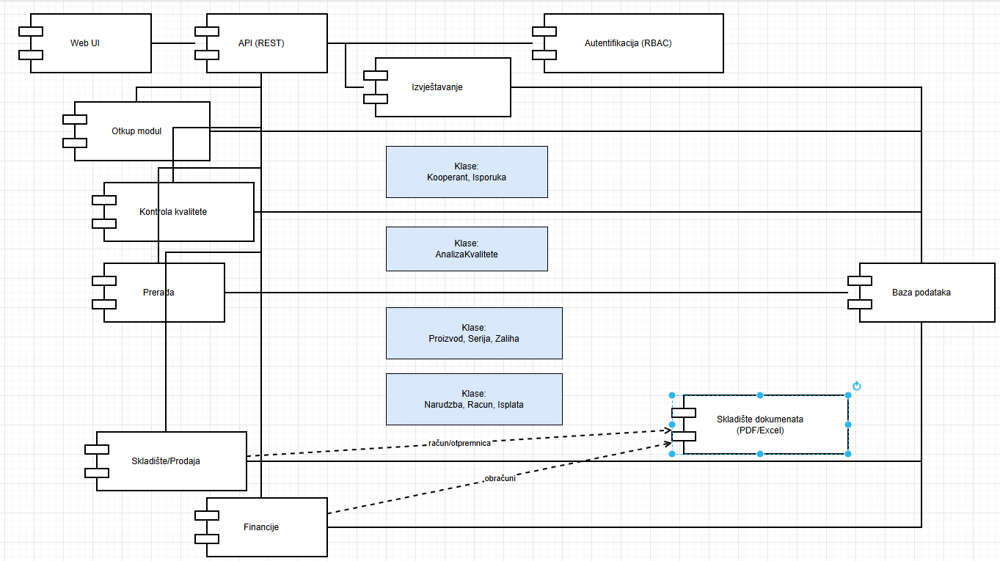 Web UI
API (REST)
Autentifikacija (RBAC)
Izvještavanje
Otkup modul
Klase:
Kooperant, Isporuka
Kontrola kvalitete
Klase:
AnalizaKvalitete
Prerada
Baza podataka
Klase:
Proizvod, Serija, Zaliha
Klase:
Narudzba, Racun, Isplata
Skladište dokumenata
(PDF/Excel)
račun/otpremnica
Skladište/Prodaja
obračuni
Financije